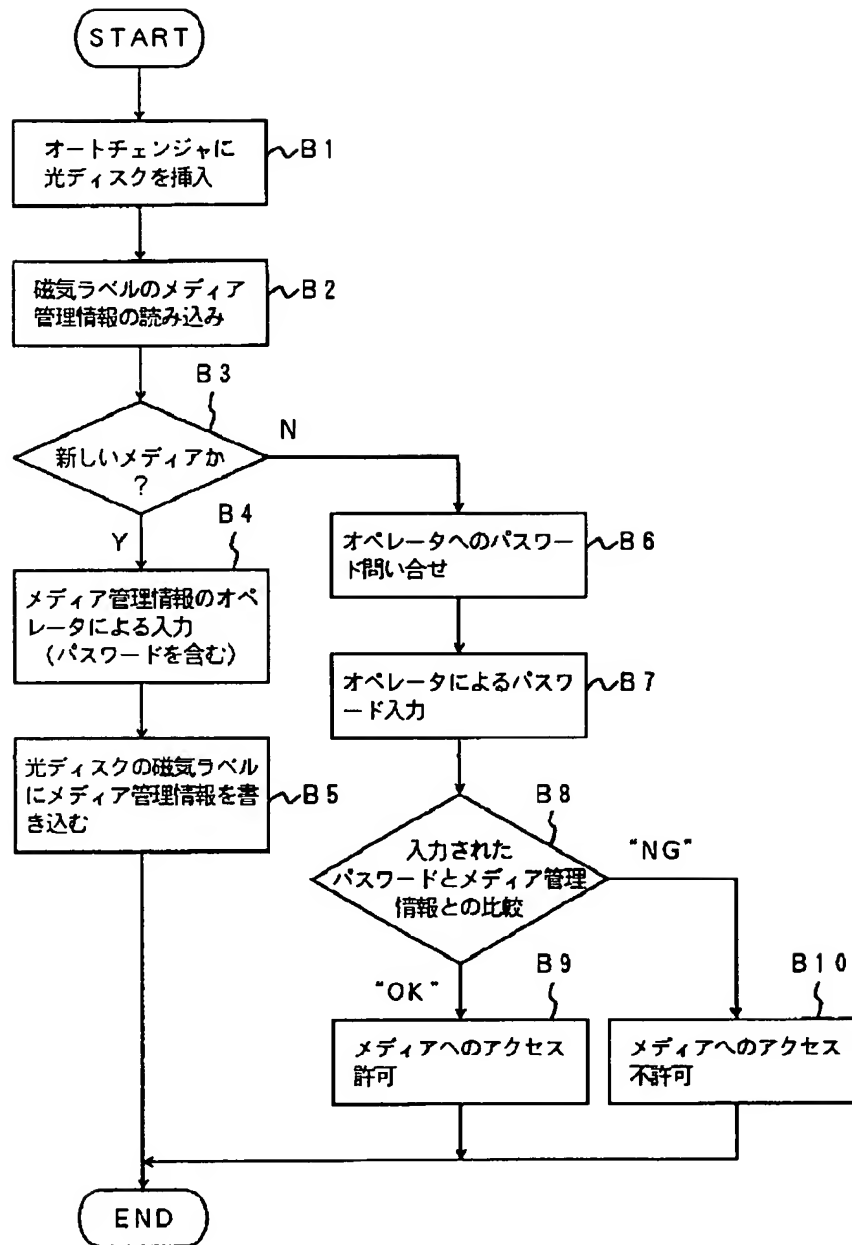 START
オートチェンジャに
光ディスクを挿入
B1
磁気ラベルのメディア
管理情報の読み込み
B2
B3
新しいメディアか
?
N
Y
B4
メディア管理情報のオペ
レータによる入力
(パスワードを含む)
光ディスクの磁気ラベル
にメディア管理情報を書
き込む
B5
オペレータへのパスワー
ド問い合せ
B6
オペレータによるパスワ
ード入力
B7
B8
入力された
パスワードとメディア管理
情報との比較
"NG"
"OK"
B9
メディアへのアクセス
許可
B10
メディアへのアクセス
不許可
END